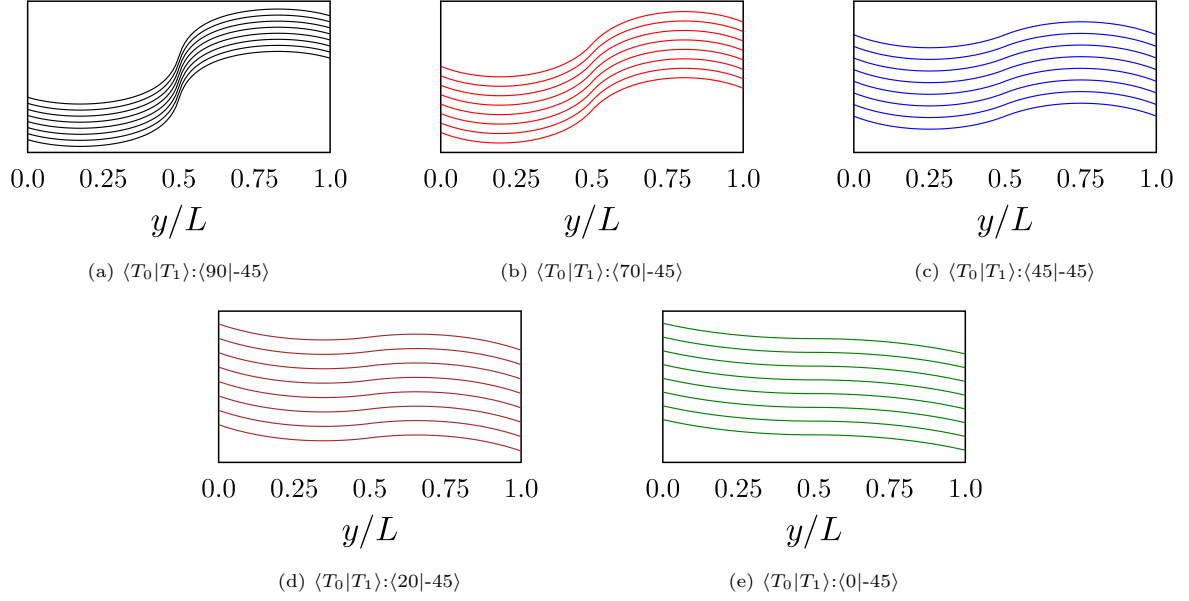 0.0 0.25 0.5 0.75 1.0 0.0 0.25 0.5 0.75 1.0 0.0 0.25 0.5 0.75 1.0
y/L y/L y/L
(a) ⟨T₀|T₁⟩:⟨90|-45⟩ (b) ⟨T₀|T₁⟩:⟨70|-45⟩ (c) ⟨T₀|T₁⟩:⟨45|-45⟩
0.0 0.25 0.5 0.75 1.0 0.0 0.25 0.5 0.75 1.0
y/L y/L
(d) ⟨T₀|T₁⟩:⟨20|-45⟩ (e) ⟨T₀|T₁⟩:⟨0|-45⟩